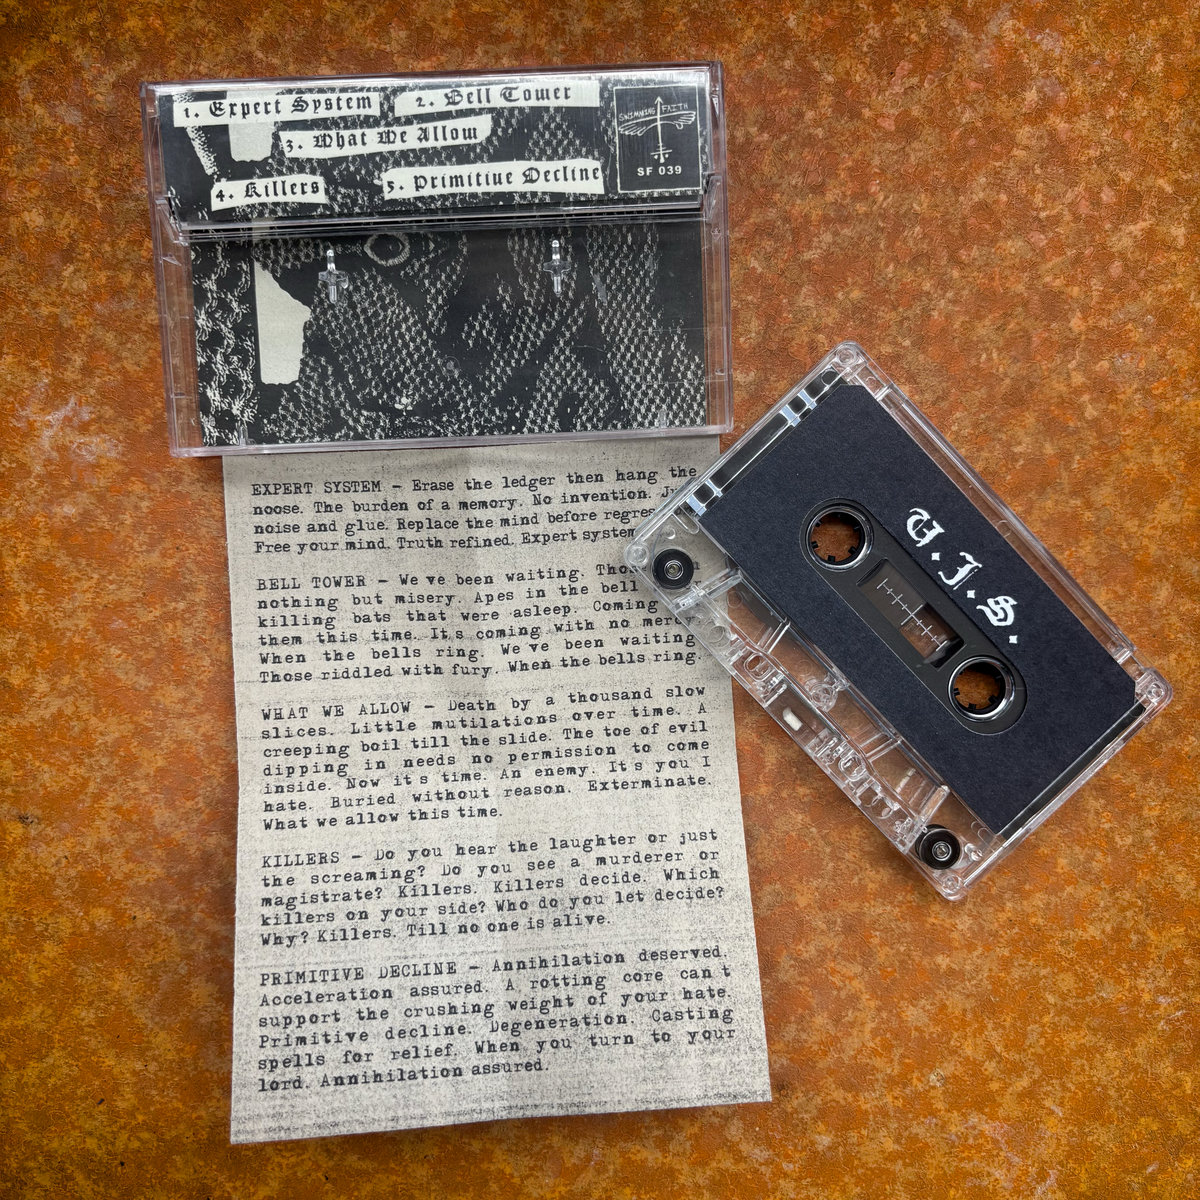 1. Expert System
2. Bell Tower
3. What We Allow
4. Killers
5. Primitive Decline
SWIMMING FAITH
SF 039
EXPERT SYSTEM – Erase the ledger then hang the
noose. The burden of a memory. No invention.
noise and glue. Replace the mind before
Free your mind. Truth refined. Expert system
BELL TOWER – We've been waiting.
nothing but misery. Apes in the bell
killing bats that were asleep. Coming
them this time. It's coming with no
When the bells ring. We've been waiting
Those riddled with fury. When the bells ring.
WHAT WE ALLOW – Death by a thousand slow
slices. Little mutilations over time. A
creeping boil till the slide. The toe of evil
dipping in needs no permission to come
inside. Now it's time. An enemy. It's you I
hate. Buried without reason. Exterminate.
What we allow this time.
KILLERS – Do you hear the laughter or just
the screaming? Do you see a murderer or
magistrate? Killers. Killers decide. Which
killers on your side? Who do you let decide?
Why? Killers. Till no one is alive.
PRIMITIVE DECLINE – Annihilation deserved.
Acceleration assured. A rotting core can't
support the crushing weight of your hate.
Primitive decline. Degeneration. Casting
spells for relief. When you turn to your
lord. Annihilation assured.
U.J.S.